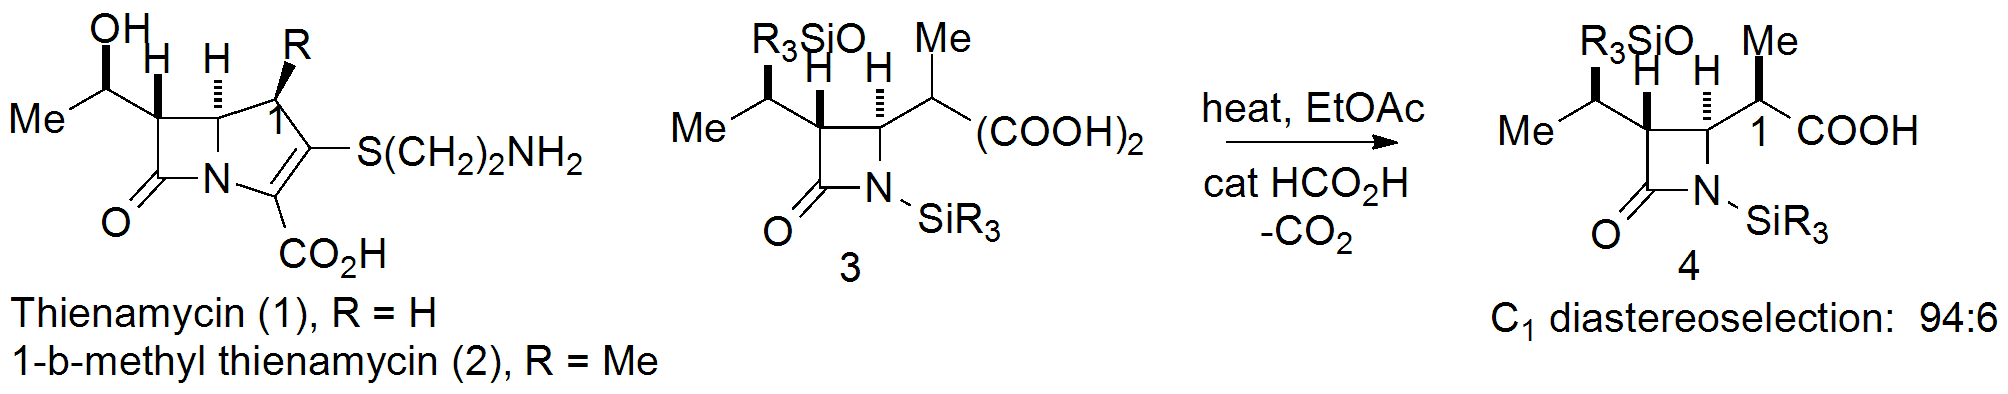 OH
H
H
R
Me
1
N
S(CH2)2NH2
O
CO2H
Thienamycin (1), R = H
1-b-methyl thienamycin (2), R = Me
R3SiO
Me
H
H
Me
(COOH)2
N
O
SiR3
3
heat, EtOAc
cat HCO2H
-CO2
R3SiO
Me
H
H
Me
1
COOH
N
O
SiR3
4
C1 diastereoselection: 94:6